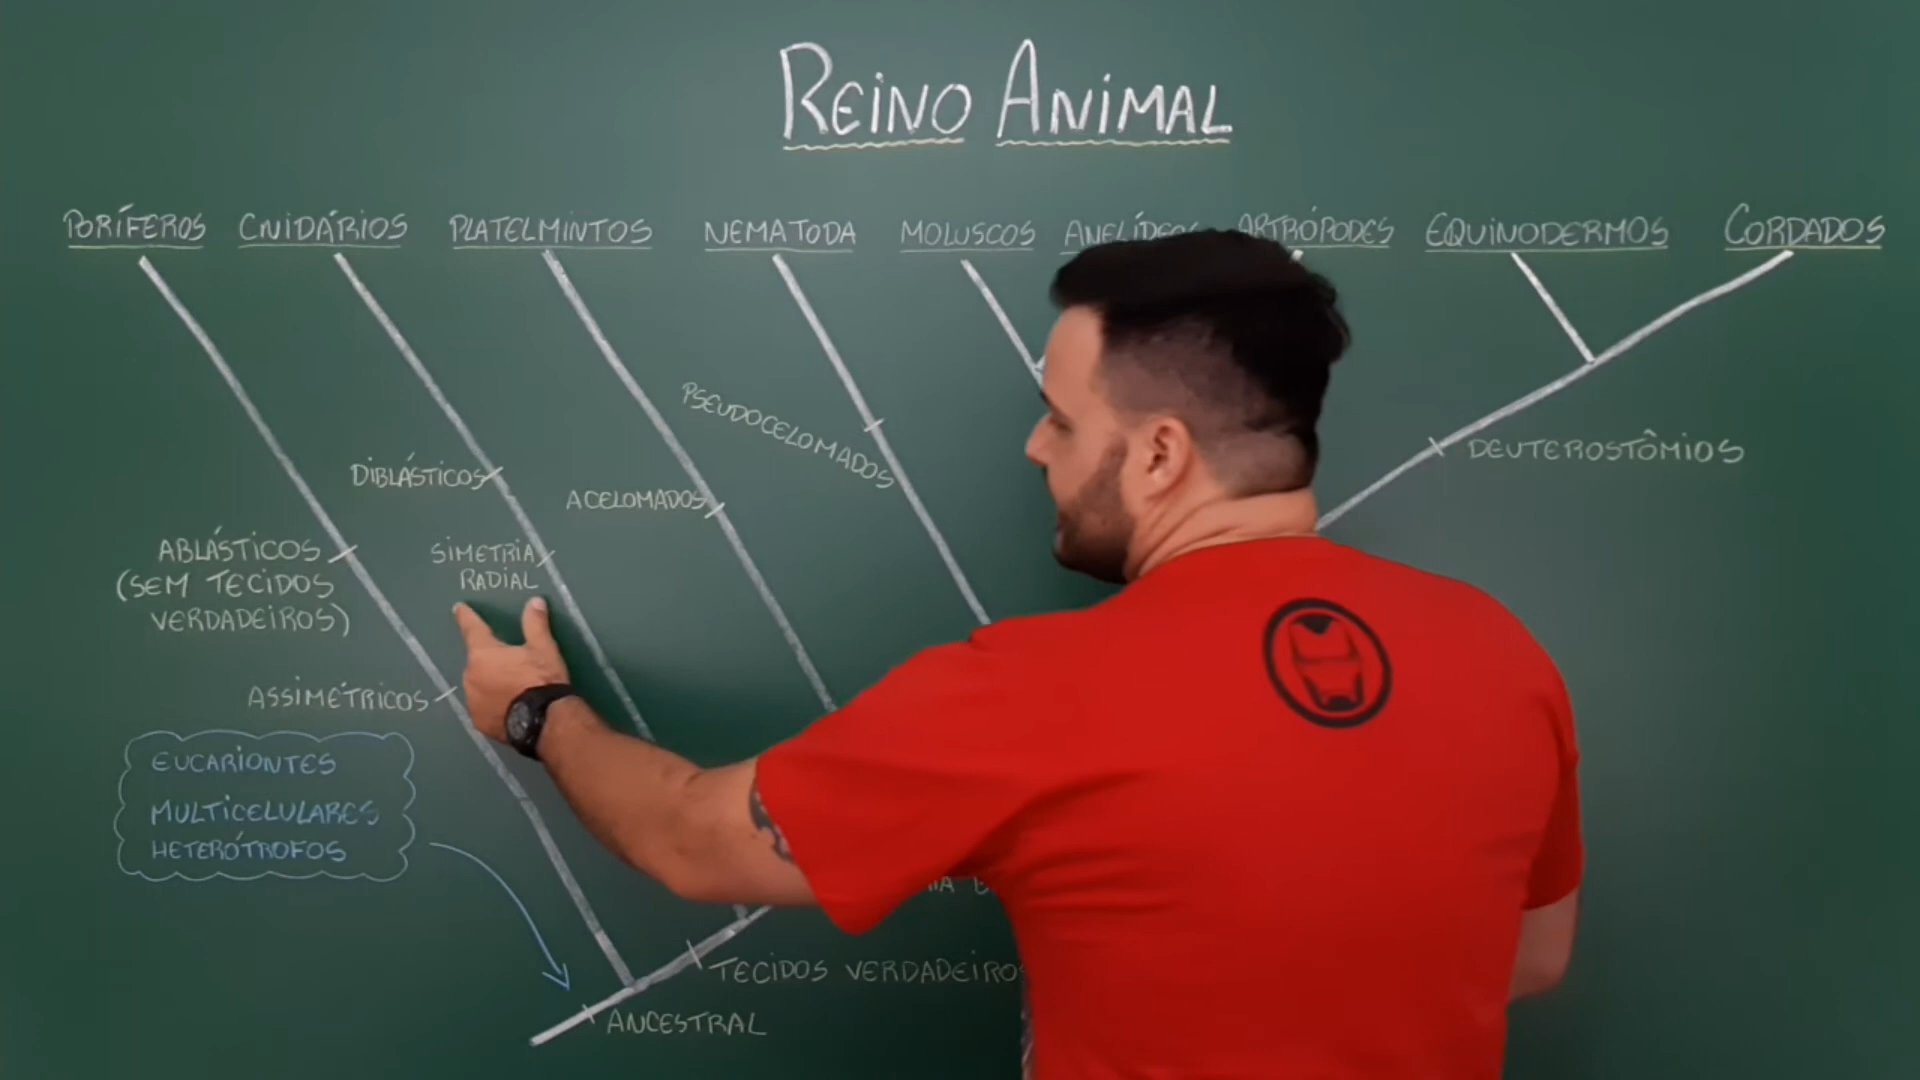 REINO ANIMAL
PORÍFEROS CNIDÁRIOS PLATELMINTOS NEMATODA MOLUSCOS ANELÍDEOS ARTRÓPODES EQUINODERMOS CORDADOS
PSEUDOCELOMADOS
DEUTEROSTÔMIOS
DIBLÁSTICOS
ACELOMADOS
ABLÁSTICOS
(SEM TECIDOS
VERDADEIROS)
SIMETRIA
RADIAL
ASSIMÉTRICOS
EUCARIONTES
MULTICELULARES
HETERÓTROFOS
TECIDOS VERDADEIROS
ANCESTRAL